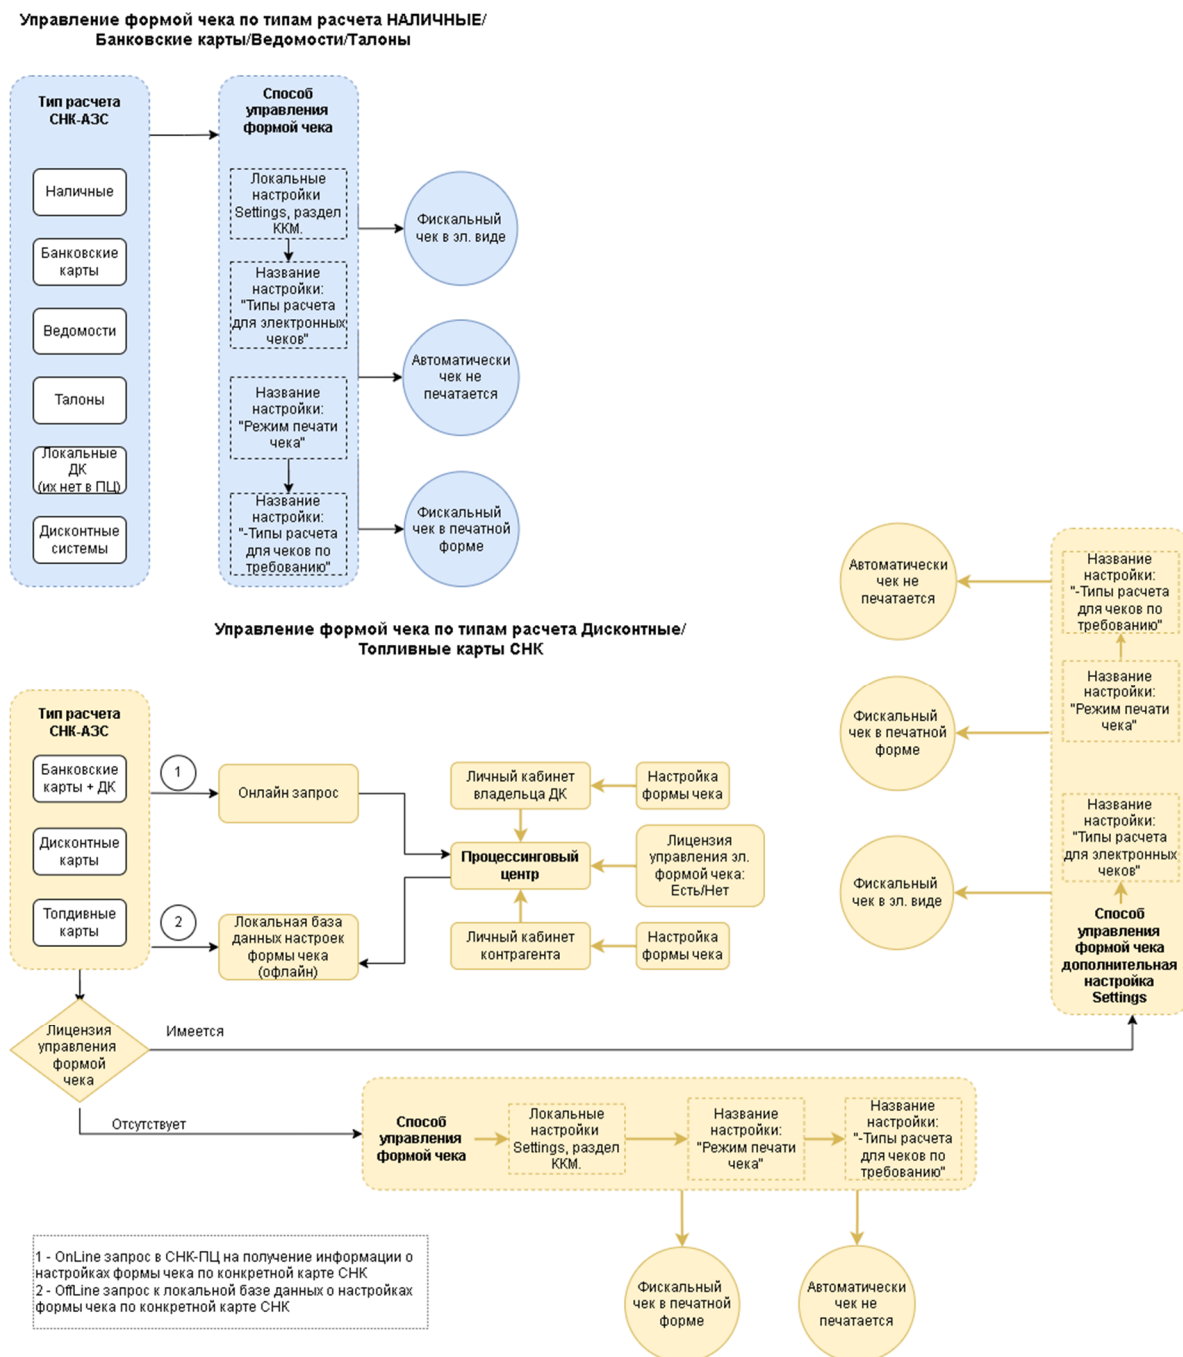 Управление формой чека по типам расчета НАЛИЧНЫЕ/
Банковские карты/Ведомости/Талоны
Тип расчета
СНК-АЗС
Наличные
Банковские
карты
Ведомости
Талоны
Локальные
ДК
(их нет в ПЦ)
Дисконтные
системы
Способ
управления
формой чека
Локальные
настройки
Settings, раздел
ККМ.
Название
настройки:
"Типы расчета
для электронных
чеков"
Название
настройки:
"Режим печати
чека"
Название
настройки:
"-Типы расчета
для чеков по
требованию"
Фискальный
чек в эл. виде
Автоматически
чек не
печатается
Фискальный
чек в печатной
форме
Управление формой чека по типам расчета Дисконтные/
Топливные карты СНК
Тип расчета
СНК-АЗС
Банковские
карты + ДК
Дисконтные
карты
Топдивные
карты
1
Онлайн запрос
2
Локальная база
данных настроек
формы чека
(офлайн)
Личный кабинет
владельца ДК
Настройка
формы чека
Процессинговый
центр
Лицензия
управления эл.
формой чека:
Есть/Нет
Личный кабинет
контрагента
Настройка
формы чека
Автоматически
чек не
печатается
Фискальный
чек в печатной
форме
Фискальный
чек в эл. виде
Название
настройки:
"-Типы расчета
для чеков по
требованию"
Название
настройки:
"Режим печати
чека"
Название
настройки:
"Типы расчета
для электронных
чеков"
Способ
управления
формой чека
дополнительная
настройка
Settings
Лицензия
управления
формой
чека
Имеется
Отсутствует
Способ
управления
формой чека
Локальные
настройки
Settings, раздел
ККМ.
Название
настройки:
"Режим печати
чека"
Название
настройки:
"-Типы расчета
для чеков по
требованию"
Фискальный
чек в печатной
форме
Автоматически
чек не
печатается
1 - OnLine запрос в СНК-ПЦ на получение информации о
настройках формы чека по конкретной карте СНК
2 - OffLine запрос к локальной базе данных о настройках
формы чека по конкретной карте СНК